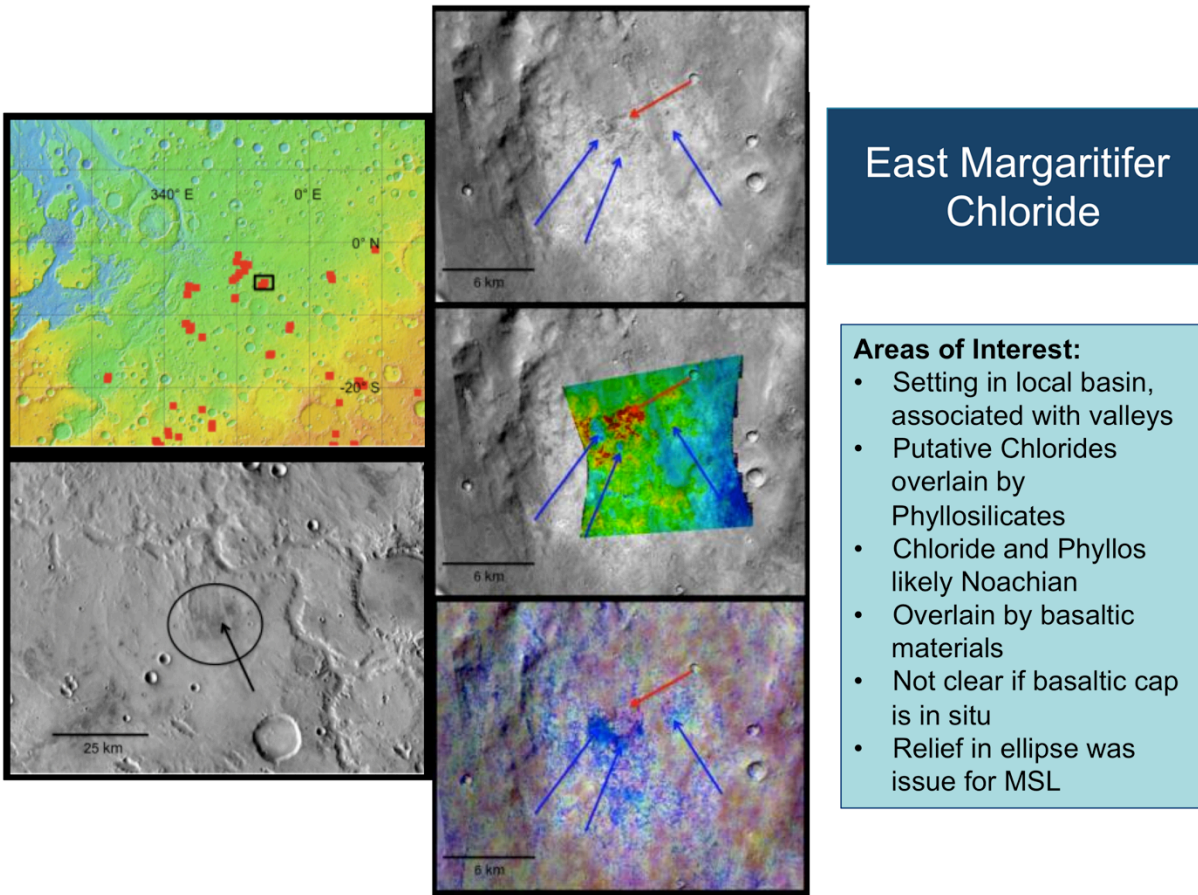 340° E
0° E
0° N
-20° S
25 km
6 km
6 km
6 km
East Margaritifer
Chloride
Areas of Interest:
• Setting in local basin,
associated with valleys
• Putative Chlorides
overlain by
Phyllosilicates
• Chloride and Phyllos
likely Noachian
• Overlain by basaltic
materials
• Not clear if basaltic cap
is in situ
• Relief in ellipse was
issue for MSL